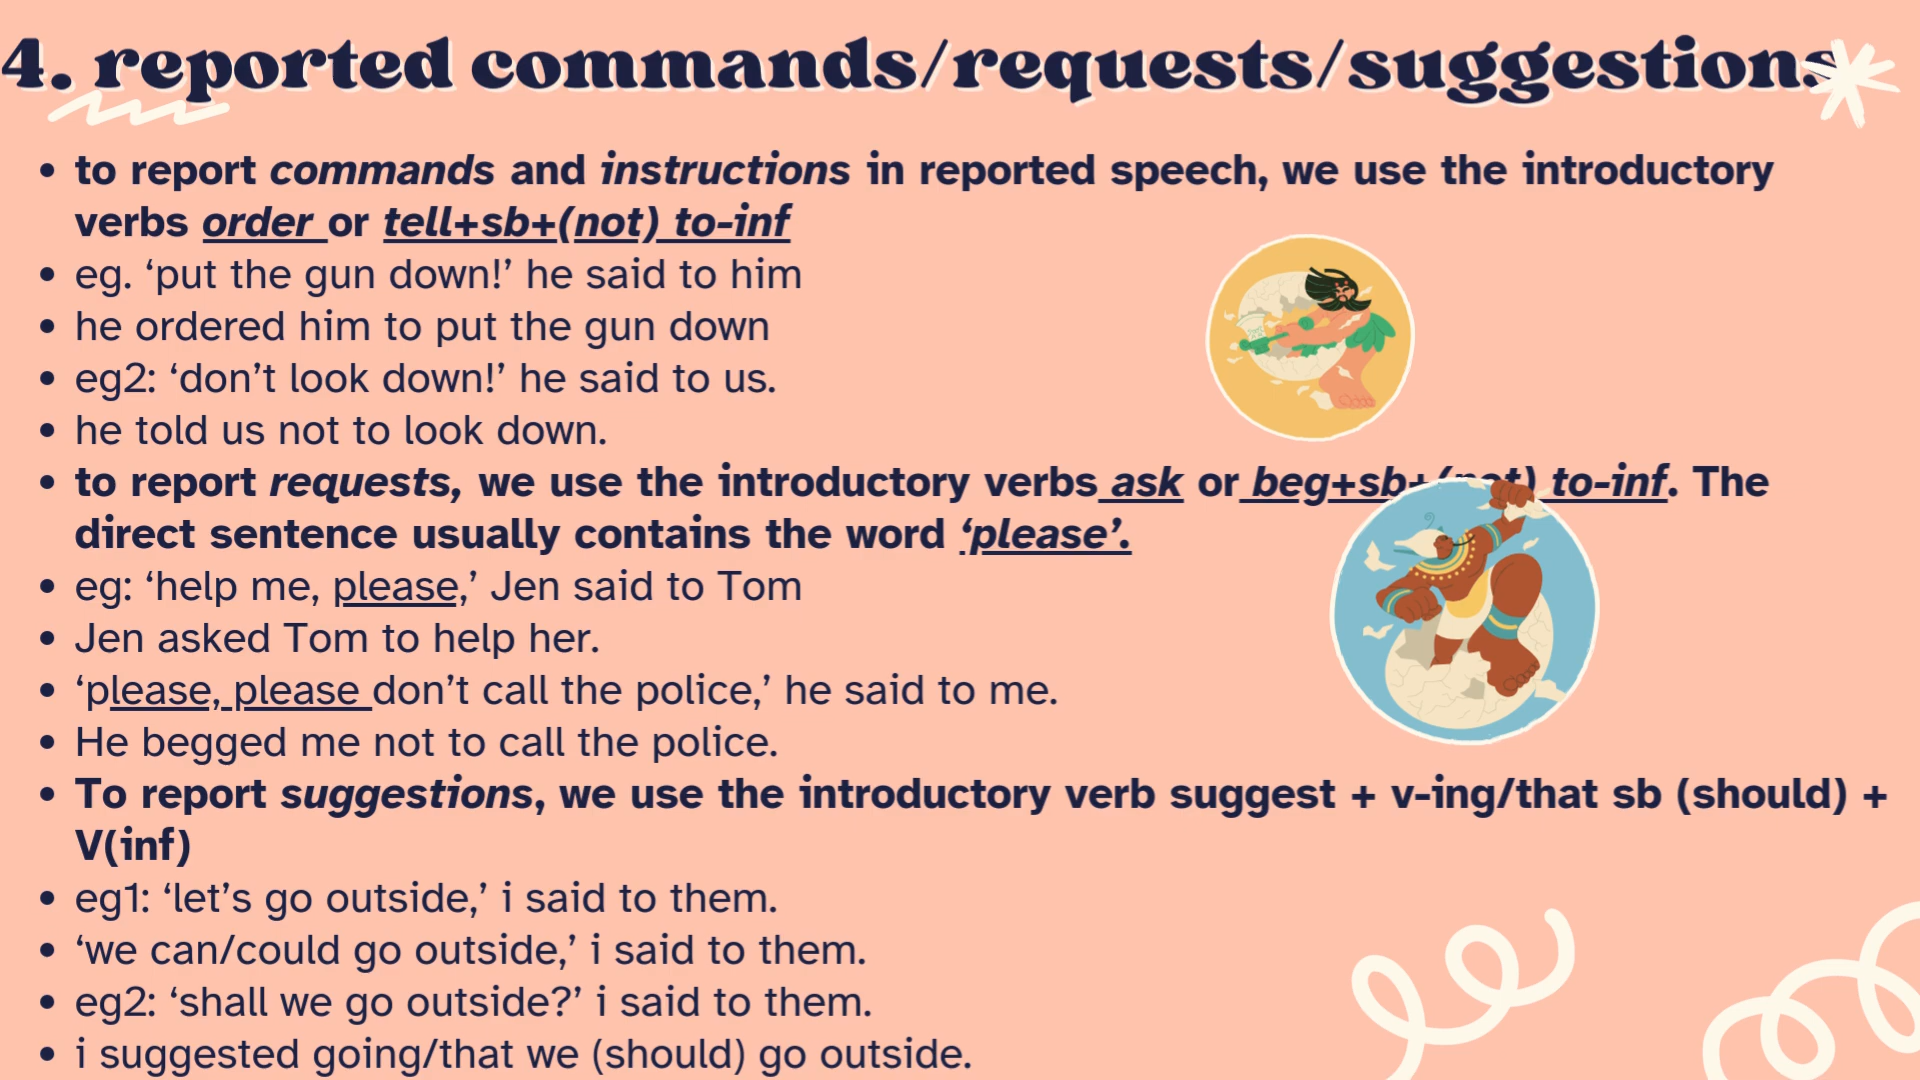 4. reported commands/requests/suggestions
• to report commands and instructions in reported speech, we use the introductory
verbs order or tell+sb+(not) to-inf
• eg. ‘put the gun down!’ he said to him
• he ordered him to put the gun down
• eg2: ‘don’t look down!’ he said to us.
• he told us not to look down.
• to report requests, we use the introductory verbs ask or beg+sb+(not) to-inf. The
direct sentence usually contains the word ‘please’.
• eg: ‘help me, please,’ Jen said to Tom
• Jen asked Tom to help her.
• ‘please, please don’t call the police,’ he said to me.
• He begged me not to call the police.
• To report suggestions, we use the introductory verb suggest + v-ing/that sb (should) +
V(inf)
• eg1: ‘let’s go outside,’ i said to them.
• ‘we can/could go outside,’ i said to them.
• eg2: ‘shall we go outside?’ i said to them.
• i suggested going/that we (should) go outside.